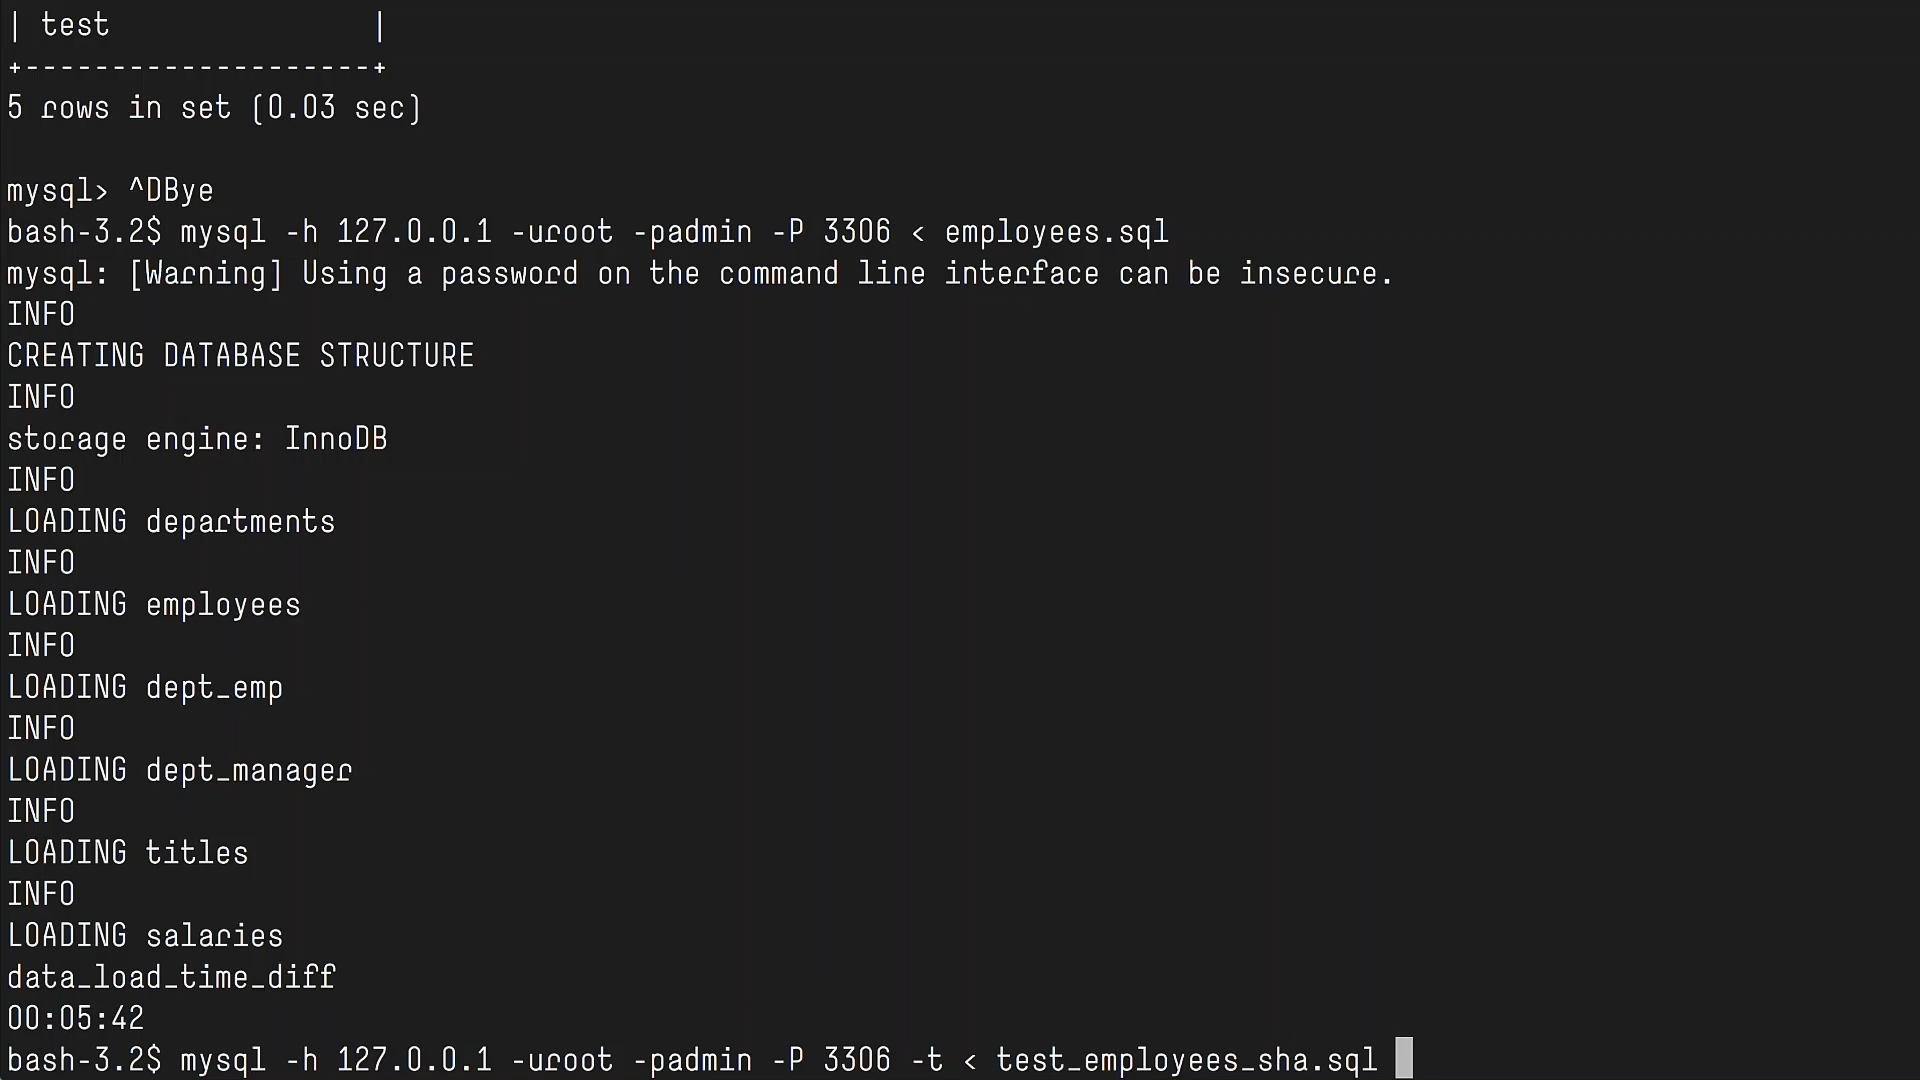 | test                |
+--------------------+
5 rows in set (0.03 sec)
mysql> ^DBye
bash-3.2$ mysql -h 127.0.0.1 -uroot -padmin -P 3306 < employees.sql
mysql: [Warning] Using a password on the command line interface can be insecure.
INFO
CREATING DATABASE STRUCTURE
INFO
storage engine: InnoDB
INFO
LOADING departments
INFO
LOADING employees
INFO
LOADING dept_emp
INFO
LOADING dept_manager
INFO
LOADING titles
INFO
LOADING salaries
data_load_time_diff
00:05:42
bash-3.2$ mysql -h 127.0.0.1 -uroot -padmin -P 3306 -t < test_employees_sha.sql